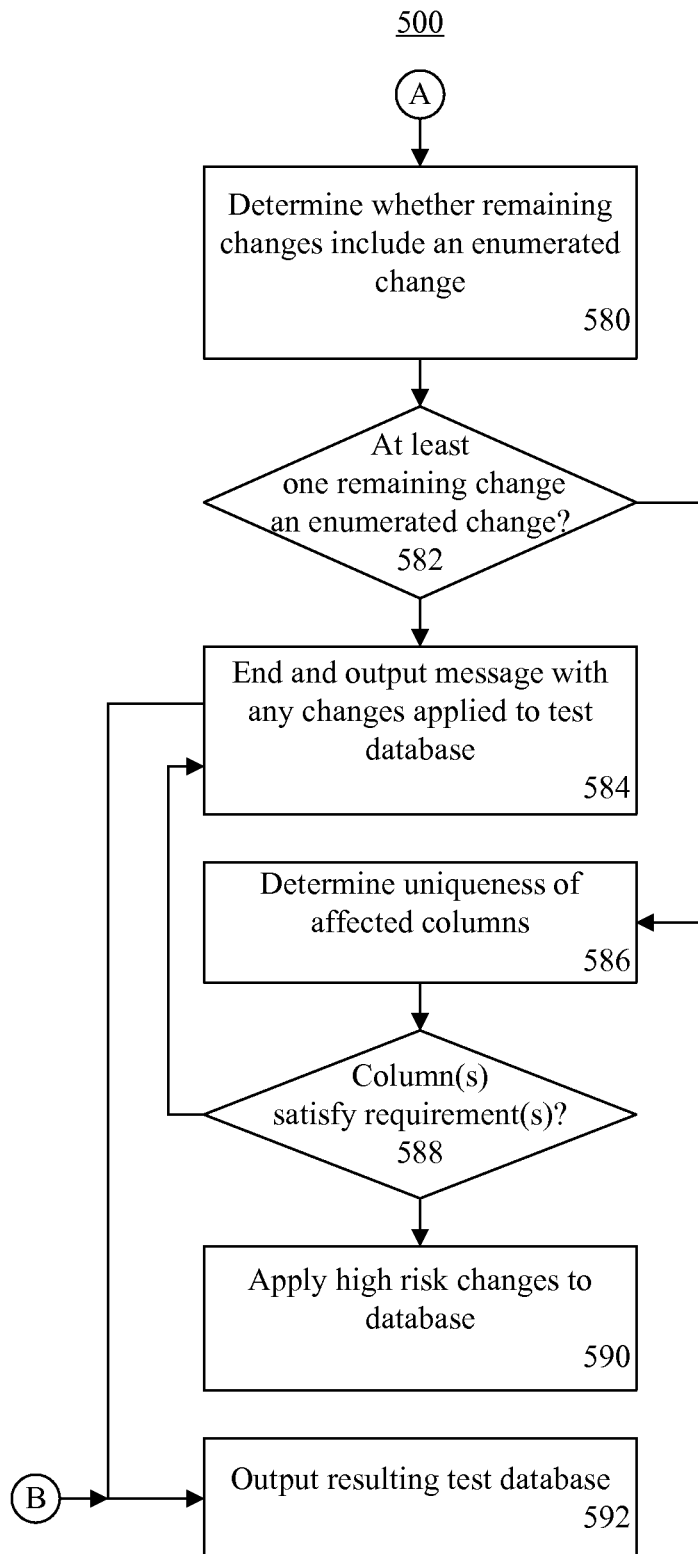 500
A
Determine whether remaining
changes include an enumerated
change
580
At least
one remaining change
an enumerated change?
582
End and output message with
any changes applied to test
database
584
Determine uniqueness of
affected columns
586
Column(s)
satisfy requirement(s)?
588
Apply high risk changes to
database
590
B
Output resulting test database
592